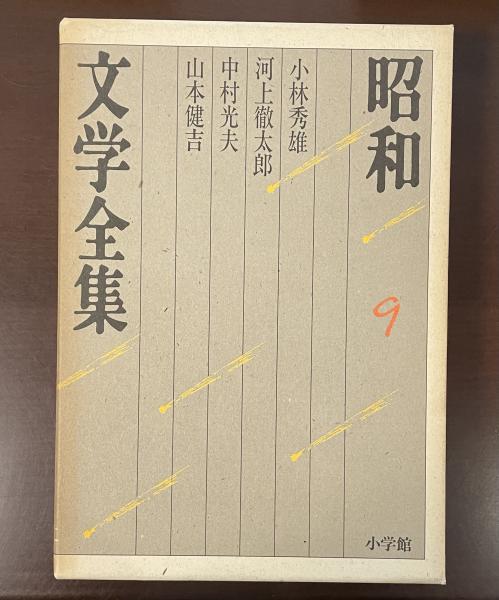 昭和
9
小林秀雄
河上徹太郎
中村光夫
山本健吉
文学全集
小学館